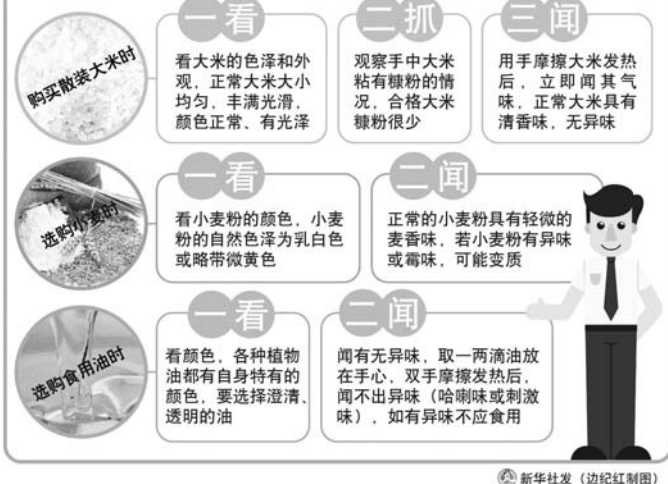 购买散装大米时
一看
看大米的色泽和外
观，正常大米大小
均匀，丰满光滑，
颜色正常、有光泽
二抓
观察手中大米
粘有糠粉的情
况，合格大米
糠粉很少
三闻
用手摩擦大米发热
后，立即闻其气
味，正常大米具有
清香味，无异味
选购小麦时
一看
看小麦粉的颜色，小麦
粉的自然色泽为乳白色
或略带微黄色
二闻
正常的小麦粉具有轻微的
麦香味，若小麦粉有异味
或霉味，可能变质
选购食用油时
一看
看颜色，各种植物
油都有自身特有的
颜色，要选择澄清、
透明的油
二闻
闻有无异味，取一两滴油放
在手心，双手摩擦发热后，
闻不出异味（哈喇味或刺激
味），如有异味不应食用
新华社发（边纪红制图）